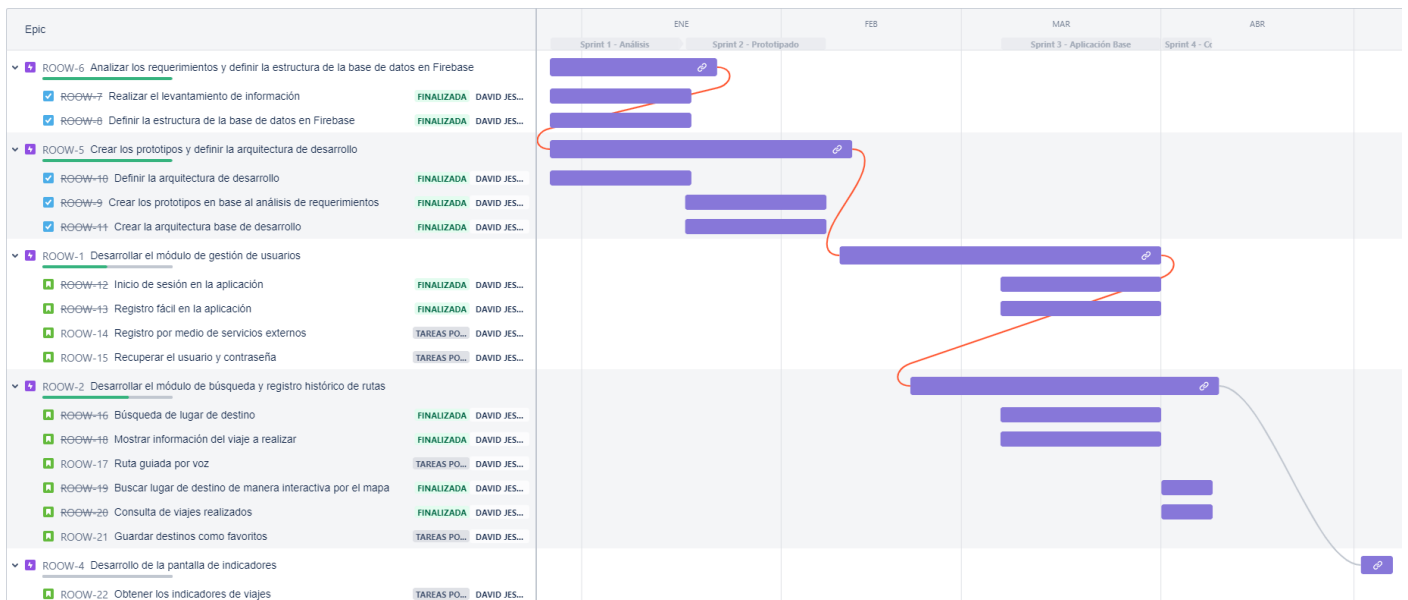 Epic
ENE FEB MAR ABR
Sprint 1 - Análisis Sprint 2 - Prototipado Sprint 3 - Aplicación Base Sprint 4 -
ROOW-6 Analizar los requerimientos y definir la estructura de la base de datos en Firebase
ROOW-7 Realizar el levantamiento de información FINALIZADA DAVID JES...
ROOW-8 Definir la estructura de la base de datos en Firebase FINALIZADA DAVID JES...
ROOW-5 Crear los prototipos y definir la arquitectura de desarrollo
ROOW-10 Definir la arquitectura de desarrollo FINALIZADA DAVID JES...
ROOW-9 Crear los prototipos en base al análisis de requerimientos FINALIZADA DAVID JES...
ROOW-11 Crear la arquitectura base de desarrollo FINALIZADA DAVID JES...
ROOW-1 Desarrollar el módulo de gestión de usuarios
ROOW-12 Inicio de sesión en la aplicación FINALIZADA DAVID JES...
ROOW-13 Registro fácil en la aplicación FINALIZADA DAVID JES...
ROOW-14 Registro por medio de servicios externos TAREAS PO... DAVID JES...
ROOW-15 Recuperar el usuario y contraseña TAREAS PO... DAVID JES...
ROOW-2 Desarrollar el módulo de búsqueda y registro histórico de rutas
ROOW-16 Búsqueda de lugar de destino FINALIZADA DAVID JES...
ROOW-18 Mostrar información del viaje a realizar FINALIZADA DAVID JES...
ROOW-17 Ruta guiada por voz TAREAS PO... DAVID JES...
ROOW-19 Buscar lugar de destino de manera interactiva por el mapa FINALIZADA DAVID JES...
ROOW-20 Consulta de viajes realizados FINALIZADA DAVID JES...
ROOW-21 Guardar destinos como favoritos TAREAS PO... DAVID JES...
ROOW-4 Desarrollo de la pantalla de indicadores
ROOW-22 Obtener los indicadores de viajes TAREAS PO... DAVID JES...